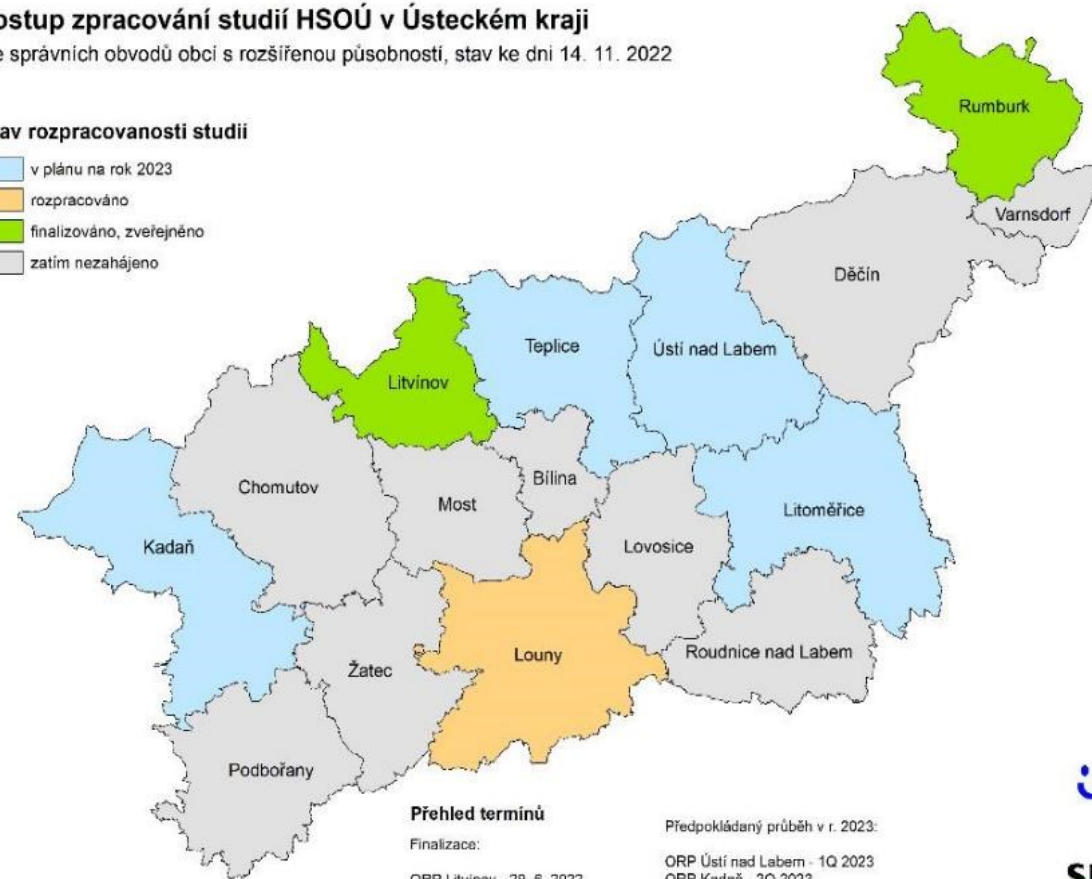 ostup zpracování studií HSOÚ v Ústeckém kraji
e správních obvodů obcí s rozšířenou působností, stav ke dni 14. 11. 2022
av rozpracovanosti studií
v plánu na rok 2023
rozpracováno
finalizováno, zveřejněno
zatím nezahájeno
Rumburk
Varnsdorf
Děčín
Teplice
Ústí nad Labem
Litvínov
Chomutov
Most
Bílina
Litoměřice
Kadaň
Lovosice
Žatec
Louny
Roudnice nad Labem
Podbořany
Přehled termínů
Finalizace:
Předpokládaný průběh v r. 2023:
ORP Ústí nad Labem - 1Q 2023